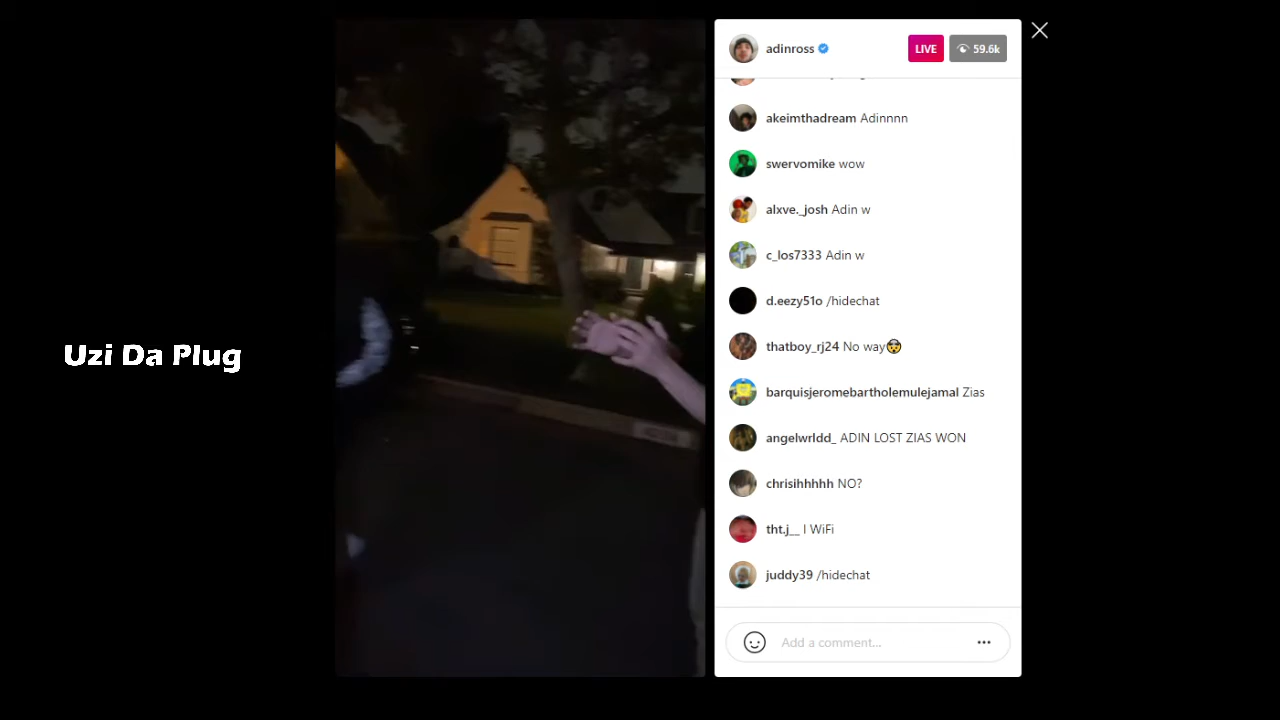 adinross
LIVE
59.6k
akeimthadream Adinnnn
swervomike wow
alxve._josh Adin w
c_los7333 Adin w
d.eezy51o /hidechat
thatboy_rj24 No way🤯
barquisjeromebartholemulejamal Zias
angelwrldd_ ADIN LOST ZIAS WON
chrisihhhhh NO?
tht.j__ I WiFi
juddy39 /hidechat
Add a comment...
Uzi Da Plug